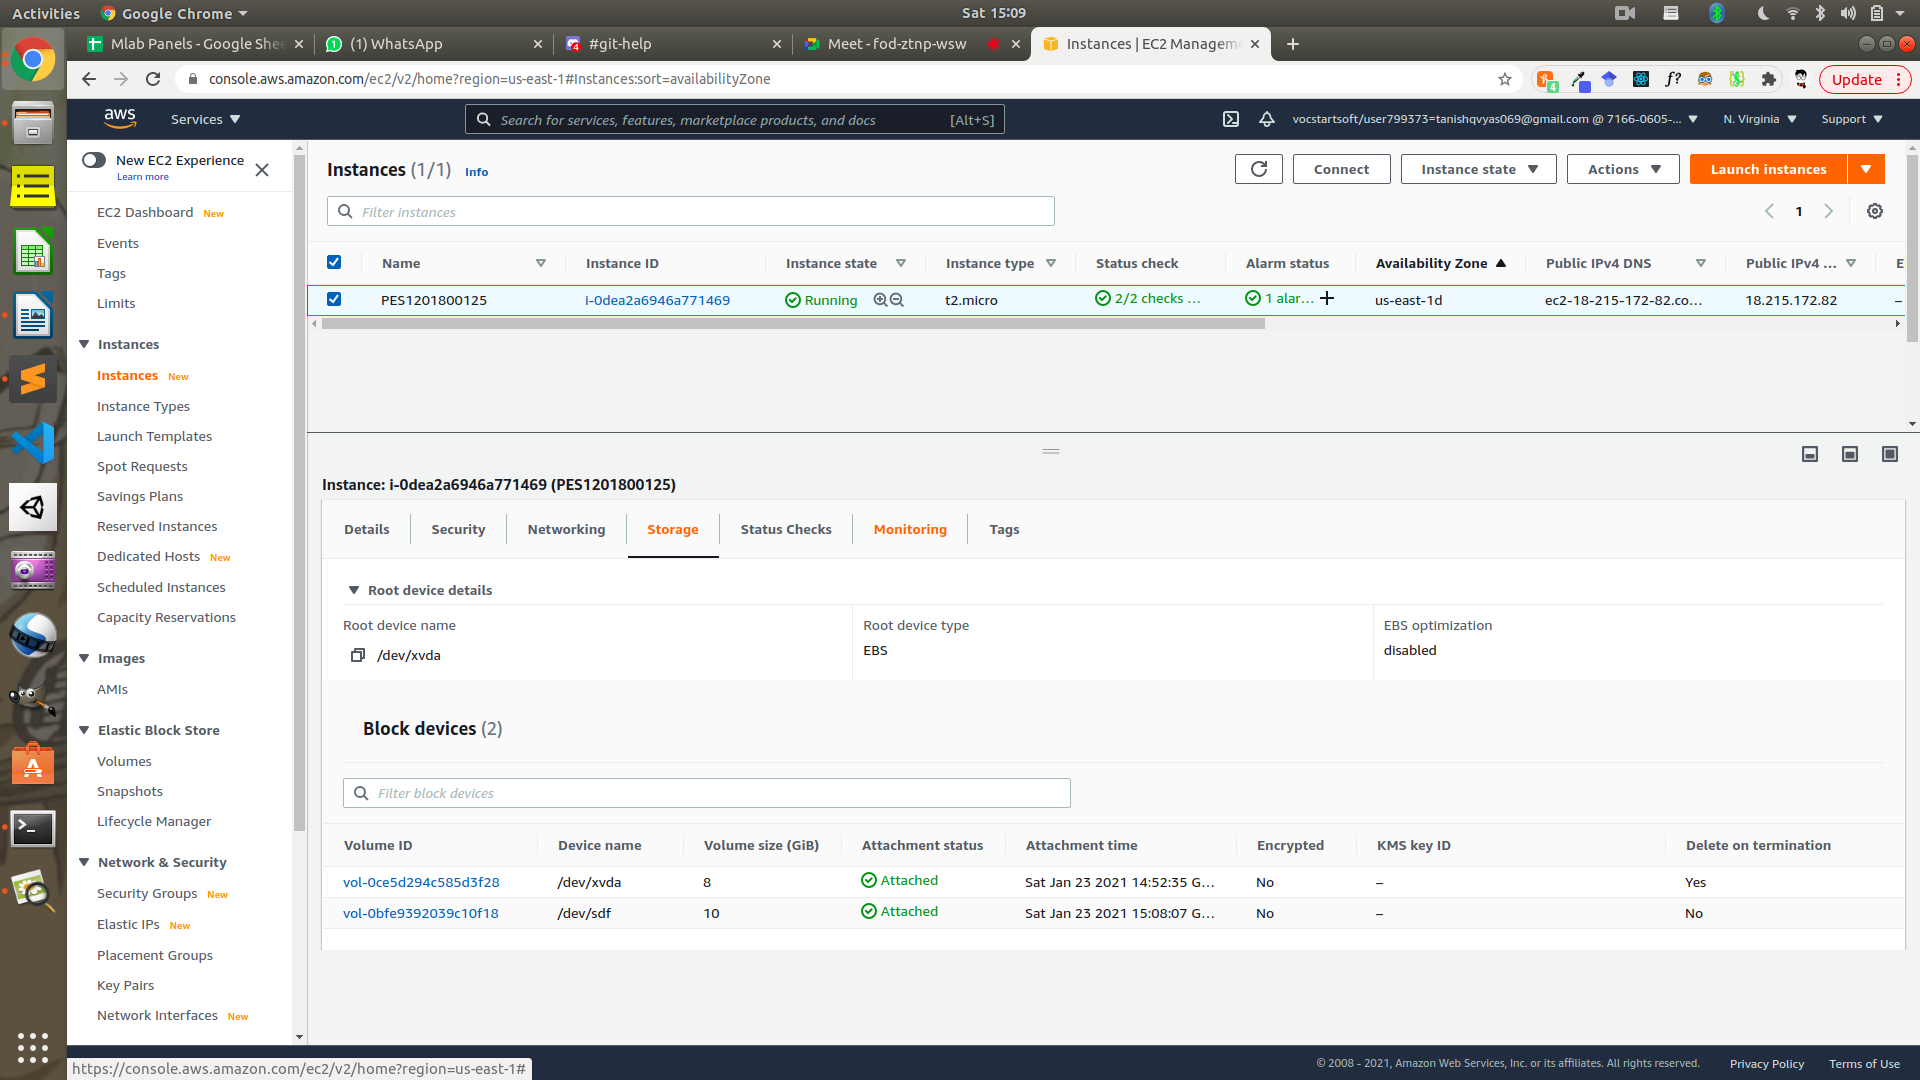 Activities Google Chrome Sat 15:09
Mlab Panels - Google Shee (1) WhatsApp #git-help Meet - fod-ztnp-wsw Instances | EC2 Managem
console.aws.amazon.com/ec2/v2/home?region=us-east-1#Instances:sort=availabilityZone 4 f? Update
aws Services Search for services, features, marketplace products, and docs [Alt+S] vocstartsoft/user799373=tanishqvyas069@gmail.com @ 7166-0605-... N. Virginia Support
New EC2 Experience
Learn more
EC2 Dashboard New
Events
Tags
Limits
Instances
Instances New
Instance Types
Launch Templates
Spot Requests
Savings Plans
Reserved Instances
Dedicated Hosts New
Scheduled Instances
Capacity Reservations
Images
AMIs
Elastic Block Store
Volumes
Snapshots
Lifecycle Manager
Network & Security
Security Groups New
Elastic IPs New
Placement Groups
Key Pairs
Network Interfaces New
Instances (1/1) Info Connect Instance state Actions Launch instances
Filter instances 1
Name Instance ID Instance state Instance type Status check Alarm status Availability Zone Public IPv4 DNS Public IPv4 ... E
PES1201800125 i-0dea2a6946a771469 Running t2.micro 2/2 checks ... 1 alar... us-east-1d ec2-18-215-172-82.co... 18.215.172.82 –
Instance: i-0dea2a6946a771469 (PES1201800125)
Details Security Networking Storage Status Checks Monitoring Tags
Root device details
Root device name Root device type EBS optimization
/dev/xvda EBS disabled
Block devices (2)
Filter block devices
Volume ID Device name Volume size (GiB) Attachment status Attachment time Encrypted KMS key ID Delete on termination
vol-0ce5d294c585d3f28 /dev/xvda 8 Attached Sat Jan 23 2021 14:52:35 G... No – Yes
vol-0bfe9392039c10f18 /dev/sdf 10 Attached Sat Jan 23 2021 15:08:07 G... No – No
https://console.aws.amazon.com/ec2/v2/home?region=us-east-1# © 2008 - 2021, Amazon Web Services, Inc. or its affiliates. All rights reserved. Privacy Policy Terms of Use